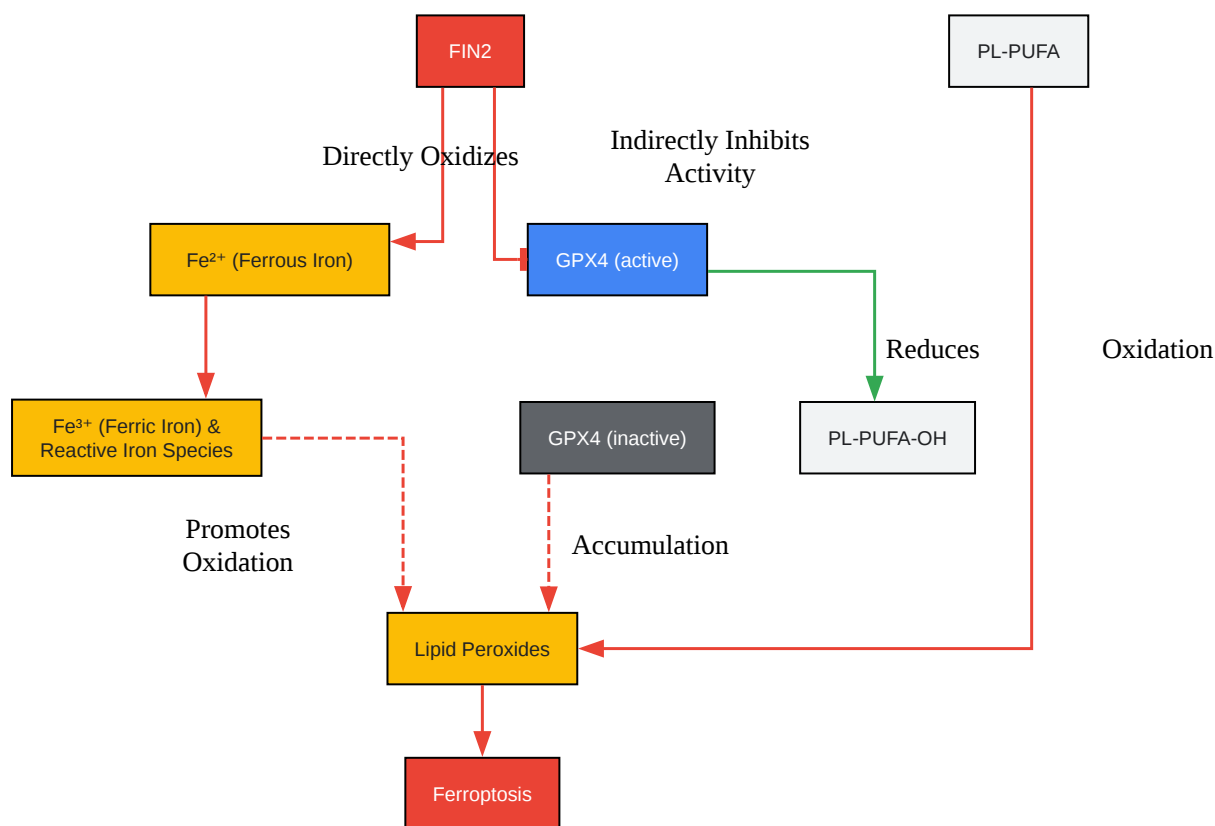 FIN2
PL-PUFA
Directly Oxidizes
Indirectly Inhibits
Activity
Fe²⁺ (Ferrous Iron)
GPX4 (active)
Reduces
Oxidation
Fe³⁺ (Ferric Iron) &
Reactive Iron Species
GPX4 (inactive)
PL-PUFA-OH
Promotes
Oxidation
Accumulation
Lipid Peroxides
Ferroptosis